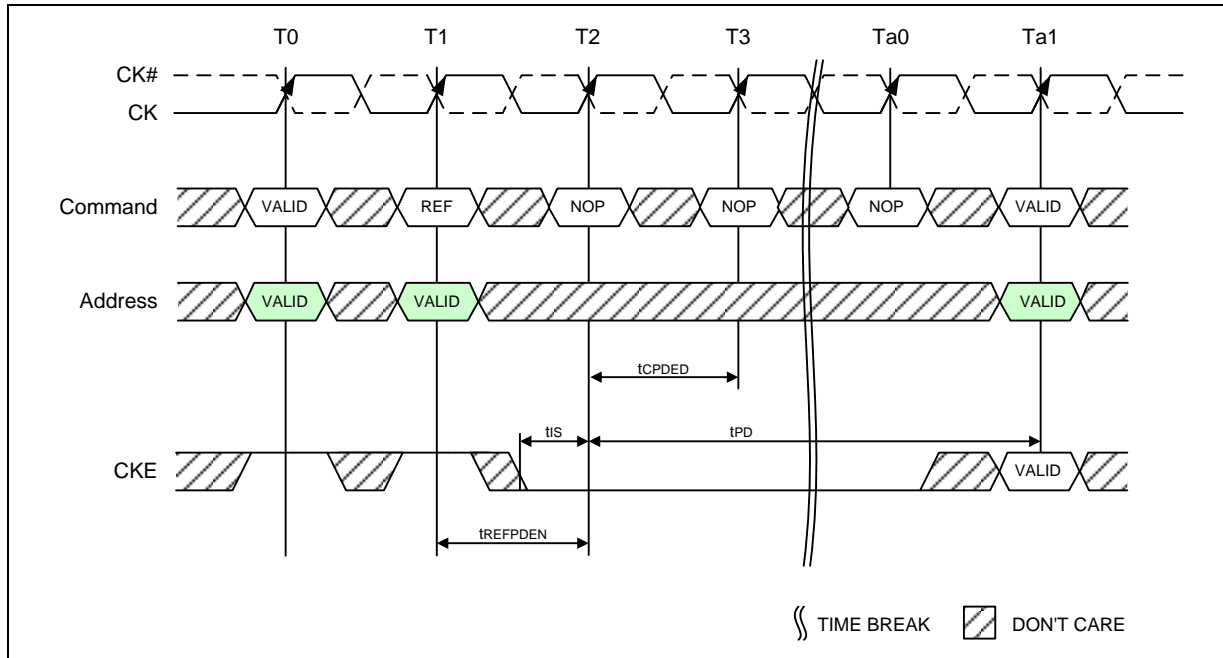 T0 T1 T2 T3 Ta0 Ta1
CK#
CK
Command VALID REF NOP NOP NOP VALID
Address VALID VALID VALID
tCPDED
tIS tPD
CKE VALID
tREFPDEN
TIME BREAK DON'T CARE